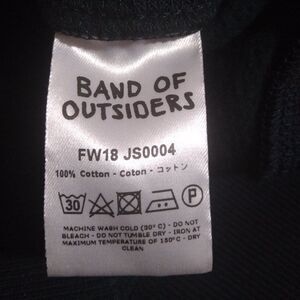 BAND OF
OUTSIDERS
FW18 JS0004
100% Cotton - Coton - コットン
30
P
MACHINE WASH COLD (30°C) - DO NOT
BLEACH - DO NOT TUMBLE DRY - IRON AT
MAXIMUM TEMPERATURE OF 150°C - DRY
CLEAN